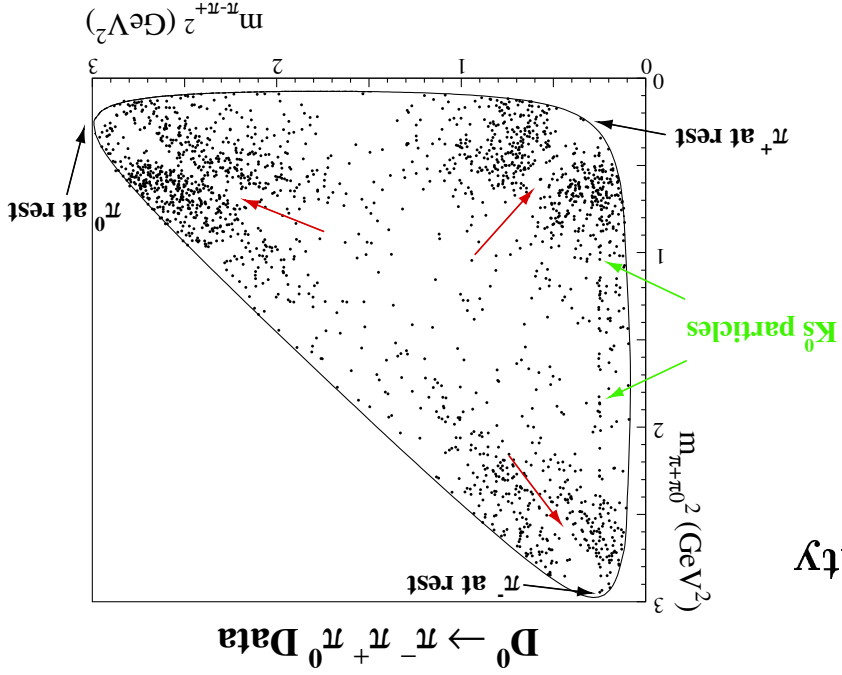 D⁰ → π⁻ π⁺ π⁰ Data
3
m π+π0 ² (GeV²)
π⁻ at rest
2
Ks⁰ particles
1
π⁰ at rest
π⁺ at rest
0
0 1 2 3
m π-π+ ² (GeV²)